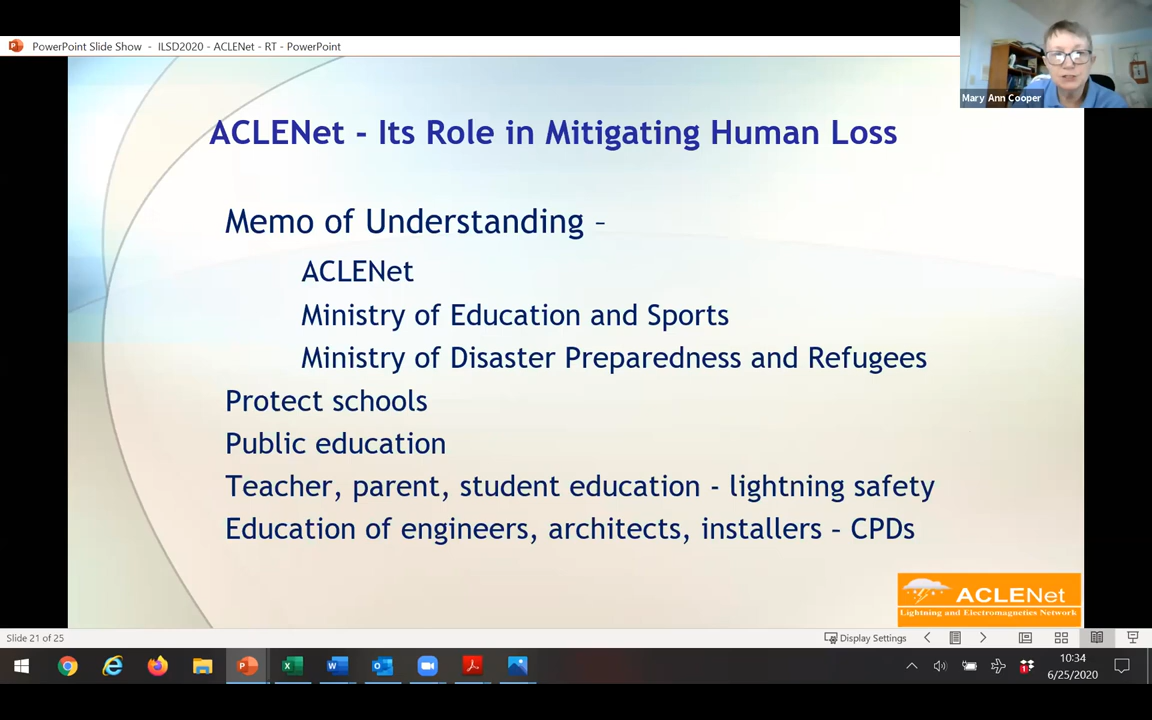 PowerPoint Slide Show - ILSD2020 - ACLENet - RT - PowerPoint
Mary Ann Cooper
ACLENet - Its Role in Mitigating Human Loss
Memo of Understanding –
ACLENet
Ministry of Education and Sports
Ministry of Disaster Preparedness and Refugees
Protect schools
Public education
Teacher, parent, student education - lightning safety
Education of engineers, architects, installers – CPDs
ACLENet
Lightning and Electromagnetics Network
Slide 21 of 25
Display Settings
10:34
6/25/2020